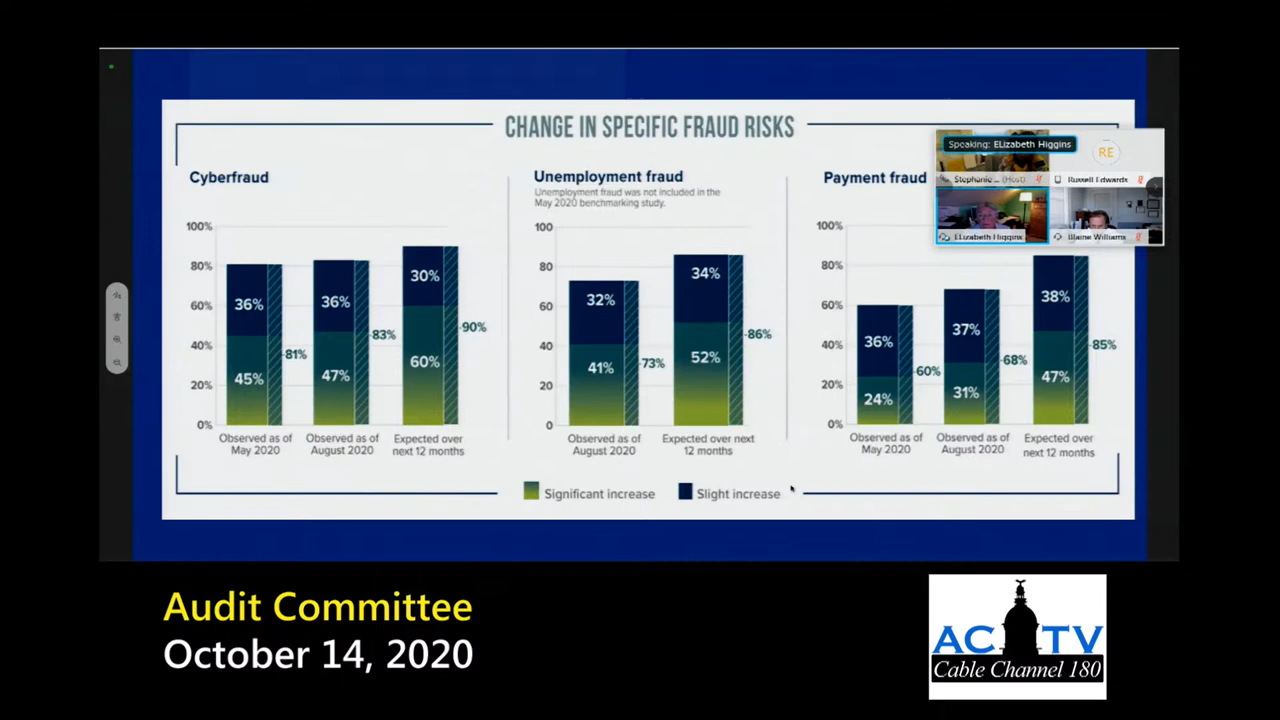 CHANGE IN SPECIFIC FRAUD RISKS
Speaking: ELizabeth Higgins
RE
Stephanie ... (Host)
Russell Edwards
ELizabeth Higgins
Blaine Williams
Cyberfraud
100%
80%
60%
40%
20%
0%
36%
45%
81%
36%
47%
83%
30%
60%
90%
Observed as of
May 2020
Observed as of
August 2020
Expected over
next 12 months
Unemployment fraud
Unemployment fraud was not included in the
May 2020 benchmarking study.
100
80
60
40
20
0
32%
41%
73%
34%
52%
86%
Observed as of
August 2020
Expected over next
12 months
Payment fraud
100%
80%
60%
40%
20%
0%
36%
24%
60%
37%
31%
68%
38%
47%
85%
Observed as of
May 2020
Observed as of
August 2020
Expected over
next 12 months
Significant increase
Slight increase
Audit Committee
October 14, 2020
AC TV
Cable Channel 180